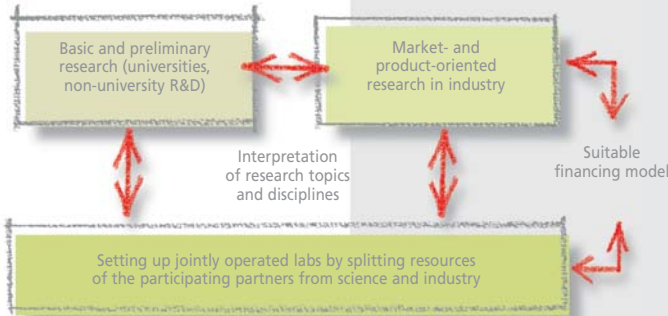 Basic and preliminary
research (universities,
non-university R&D)
Market- and
product-oriented
research in industry
Interpretation
of research topics
and disciplines
Suitable
financing model
Setting up jointly operated labs by splitting resources
of the participating partners from science and industry